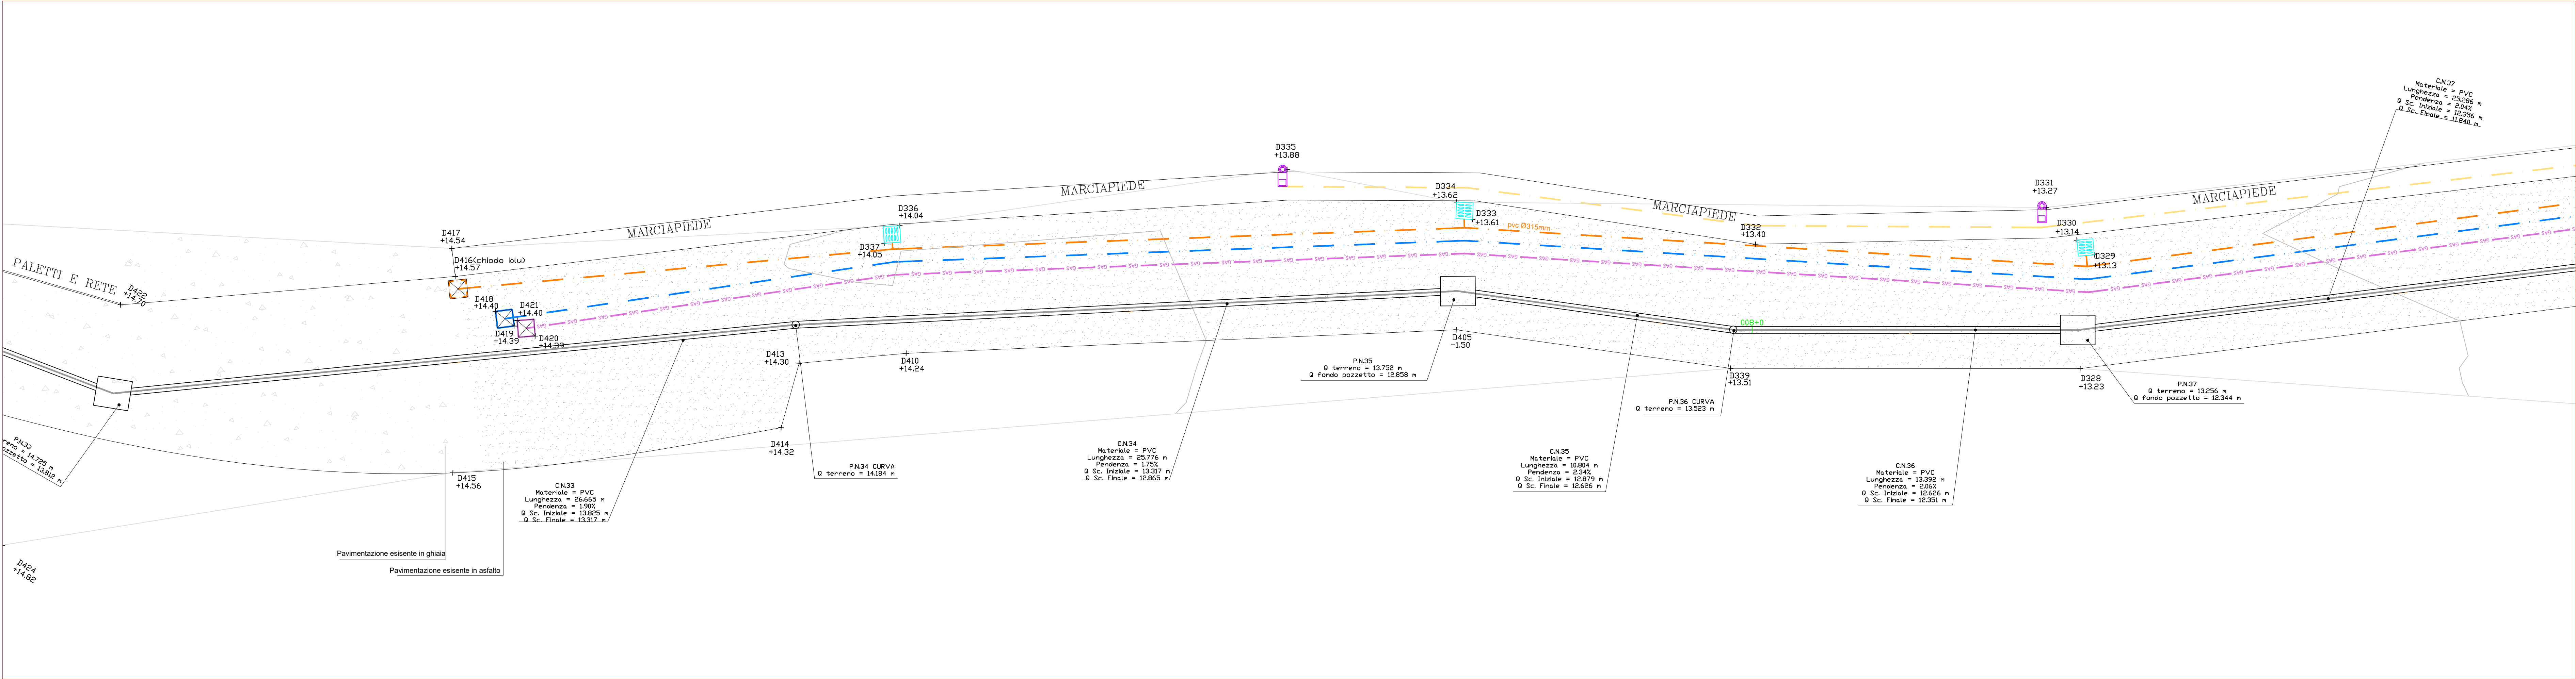 PALETTI E RETE
D422
+14.70
D417
+14.54
D416(chiodo blu)
+14.57
D418
+14.40
D421
+14.40
D419
+14.39
D420
+14.39
MARCIAPIEDE
D336
+14.04
D337
+14.05
MARCIAPIEDE
D335
+13.88
D334
+13.62
D333
+13.61
pvc Ø315mm
MARCIAPIEDE
D332
+13.40
D331
+13.27
D330
+13.14
D329
+13.13
MARCIAPIEDE
C.N.37
Materiale = PVC
Lunghezza = 25.286 m
Pendenza = 2.04%
Q Sc. Iniziale = 12.356 m
Q Sc. Finale = 11.840 m
GAS
0+800
D413
+14.30
D410
+14.24
D405
-1.50
D339
+13.51
D328
+13.23
D414
+14.32
D415
+14.56
D424
+14.82
P.N.33
reno = 14.725 m
ozzetto = 13.812 m
C.N.33
Materiale = PVC
Lunghezza = 26.665 m
Pendenza = 1.90%
Q Sc. Iniziale = 13.825 m
Q Sc. Finale = 13.317 m
P.N.34 CURVA
Q terreno = 14.184 m
C.N.34
Materiale = PVC
Lunghezza = 25.776 m
Pendenza = 1.75%
Q Sc. Iniziale = 13.317 m
Q Sc. Finale = 12.865 m
P.N.35
Q terreno = 13.752 m
Q fondo pozzetto = 12.858 m
C.N.35
Materiale = PVC
Lunghezza = 10.804 m
Pendenza = 2.34%
Q Sc. Iniziale = 12.879 m
Q Sc. Finale = 12.626 m
P.N.36 CURVA
Q terreno = 13.523 m
C.N.36
Materiale = PVC
Lunghezza = 13.392 m
Pendenza = 2.06%
Q Sc. Iniziale = 12.626 m
Q Sc. Finale = 12.351 m
P.N.37
Q terreno = 13.256 m
Q fondo pozzetto = 12.344 m
Pavimentazione esisente in ghiaia
Pavimentazione esisente in asfalto